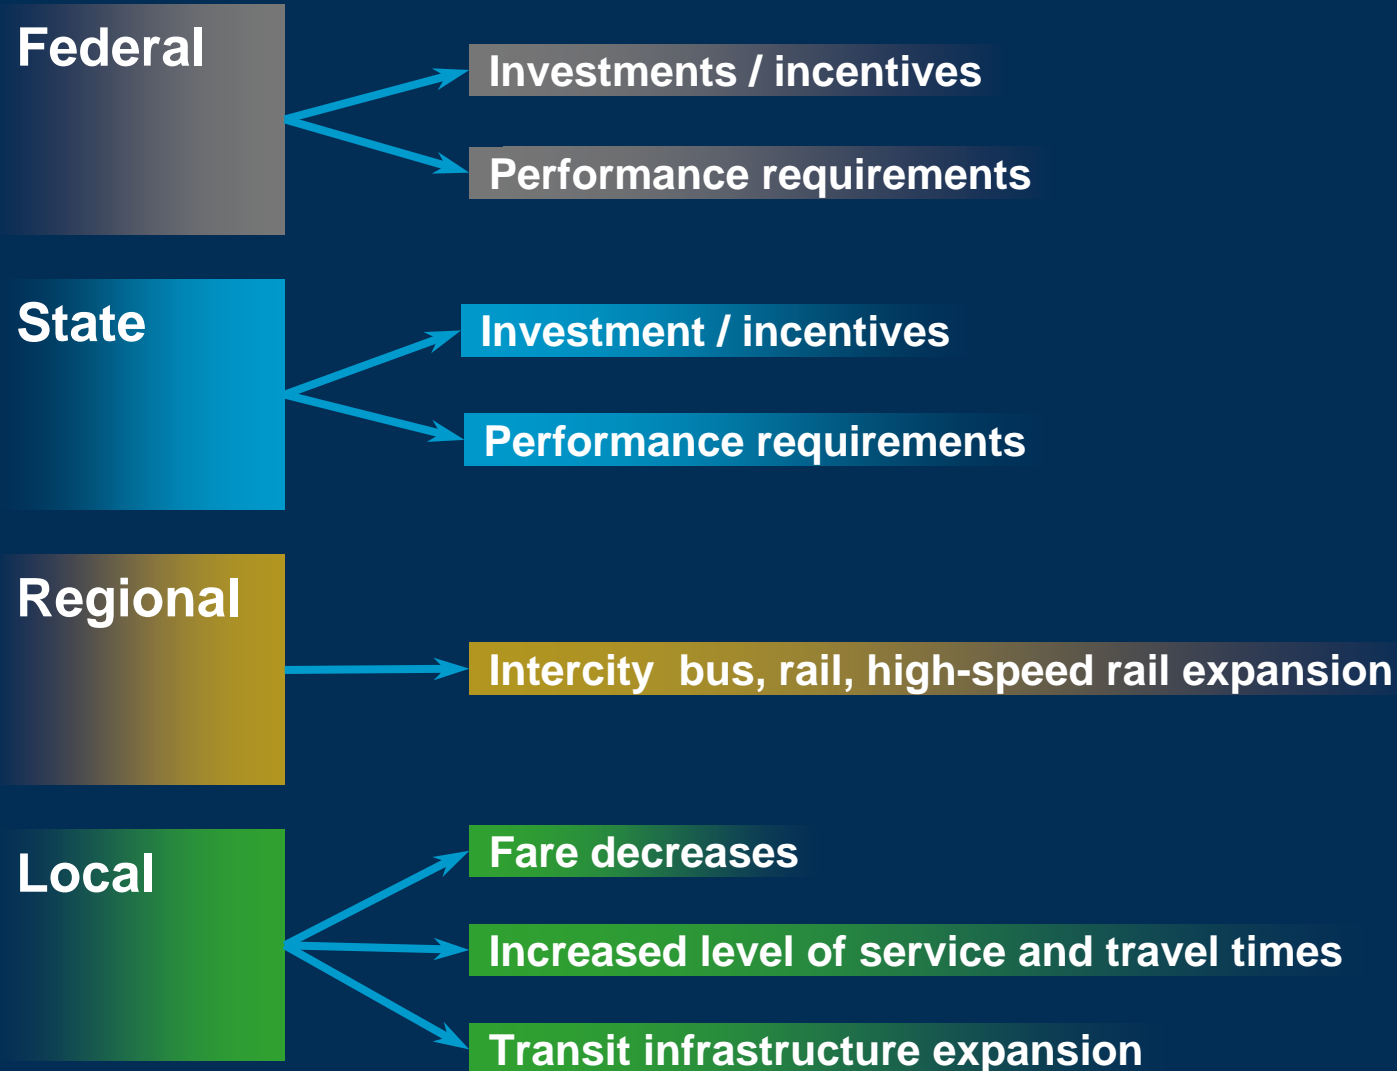 Federal
Investments / incentives
Performance requirements
State
Investment / incentives
Performance requirements
Regional
Intercity  bus, rail, high-speed rail expansion
Local
Fare decreases
Increased level of service and travel times
Transit infrastructure expansion